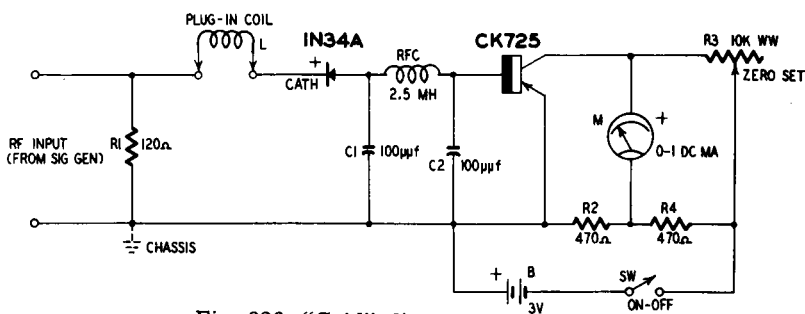 PLUG-IN COIL
L
IN34A
CATH
+
RFC
2.5 MH
CK725
R3 10K WW
ZERO SET
RF INPUT
(FROM SIG GEN)
R1
120Ω
C1
100μμf
C2
100μμf
M
+
0-1 DC MA
R2
470Ω
R4
470Ω
CHASSIS
+
B
3V
SW
ON-OFF